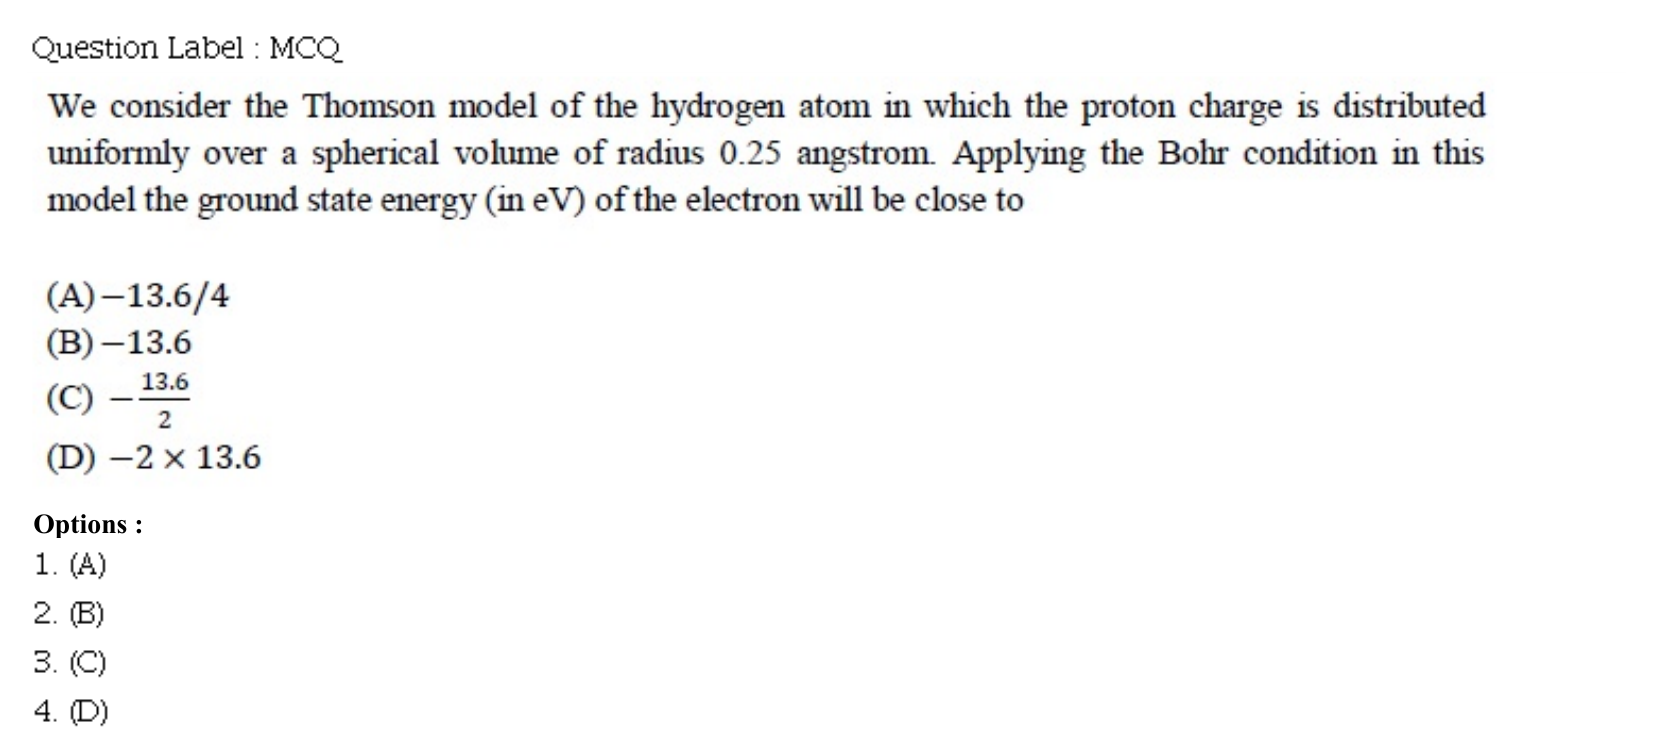 Question Label : MCQ
We consider the Thomson model of the hydrogen atom in which the proton charge is distributed
uniformly over a spherical volume of radius 0.25 angstrom. Applying the Bohr condition in this
model the ground state energy (in eV) of the electron will be close to
(A) −13.6/4
(B) −13.6
(C) −13.6/2
(D) −2 × 13.6
Options :
1. (A)
2. (B)
3. (C)
4. (D)